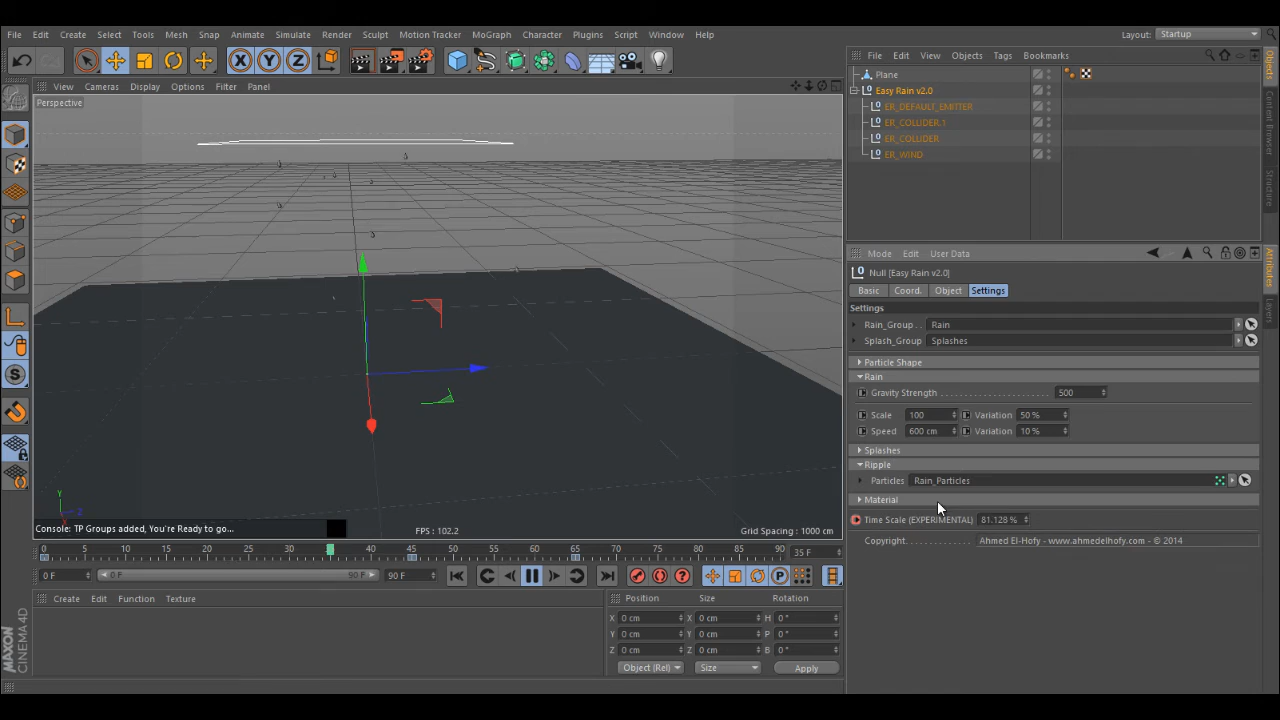 File Edit Create Select Tools Mesh Snap Animate Simulate Render Sculpt Motion Tracker MoGraph Character Plugins Script Window Help Layout: Startup
X Y Z
View Cameras Display Options Filter Panel
Perspective
File Edit View Objects Tags Bookmarks
Plane
Easy Rain v2.0
ER_DEFAULT_EMITTER
ER_COLLIDER.1
ER_COLLIDER
ER_WIND
Objects
Content Browser
Structure
Mode Edit User Data
Null [Easy Rain v2.0]
Basic Coord. Object Settings
Settings
Rain_Group . . Rain
Splash_Group Splashes
Particle Shape
Rain
Gravity Strength 500
Scale 100 Variation 50 %
Speed 600 cm Variation 10 %
Splashes
Ripple
Particles Rain_Particles
Material
Time Scale (EXPERIMENTAL) 81.128 %
Copyright. Ahmed El-Hofy - www.ahmedelhofy.com - © 2014
Attributes
Layers
Y
Z
X
Console: TP Groups added, You're Ready to go... FPS : 102.2 Grid Spacing : 1000 cm
0 5 10 15 20 25 30 35 40 45 50 55 60 65 70 75 80 85 90 35 F
0 F 0 F 90 F 90 F
P
Create Edit Function Texture
Position Size Rotation
X 0 cm X 0 cm H 0 °
Y 0 cm Y 0 cm P 0 °
Z 0 cm Z 0 cm B 0 °
Object (Rel) Size Apply
MAXON
CINEMA 4D